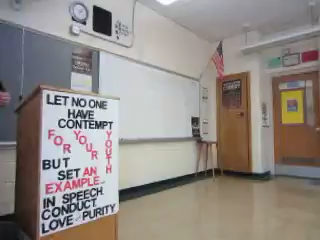 LET NO ONE
HAVE
CONTEMPT
FOR YOUR YOUTH
BUT
SET AN
EXAMPLE
IN SPEECH,
CONDUCT,
LOVE PURITY